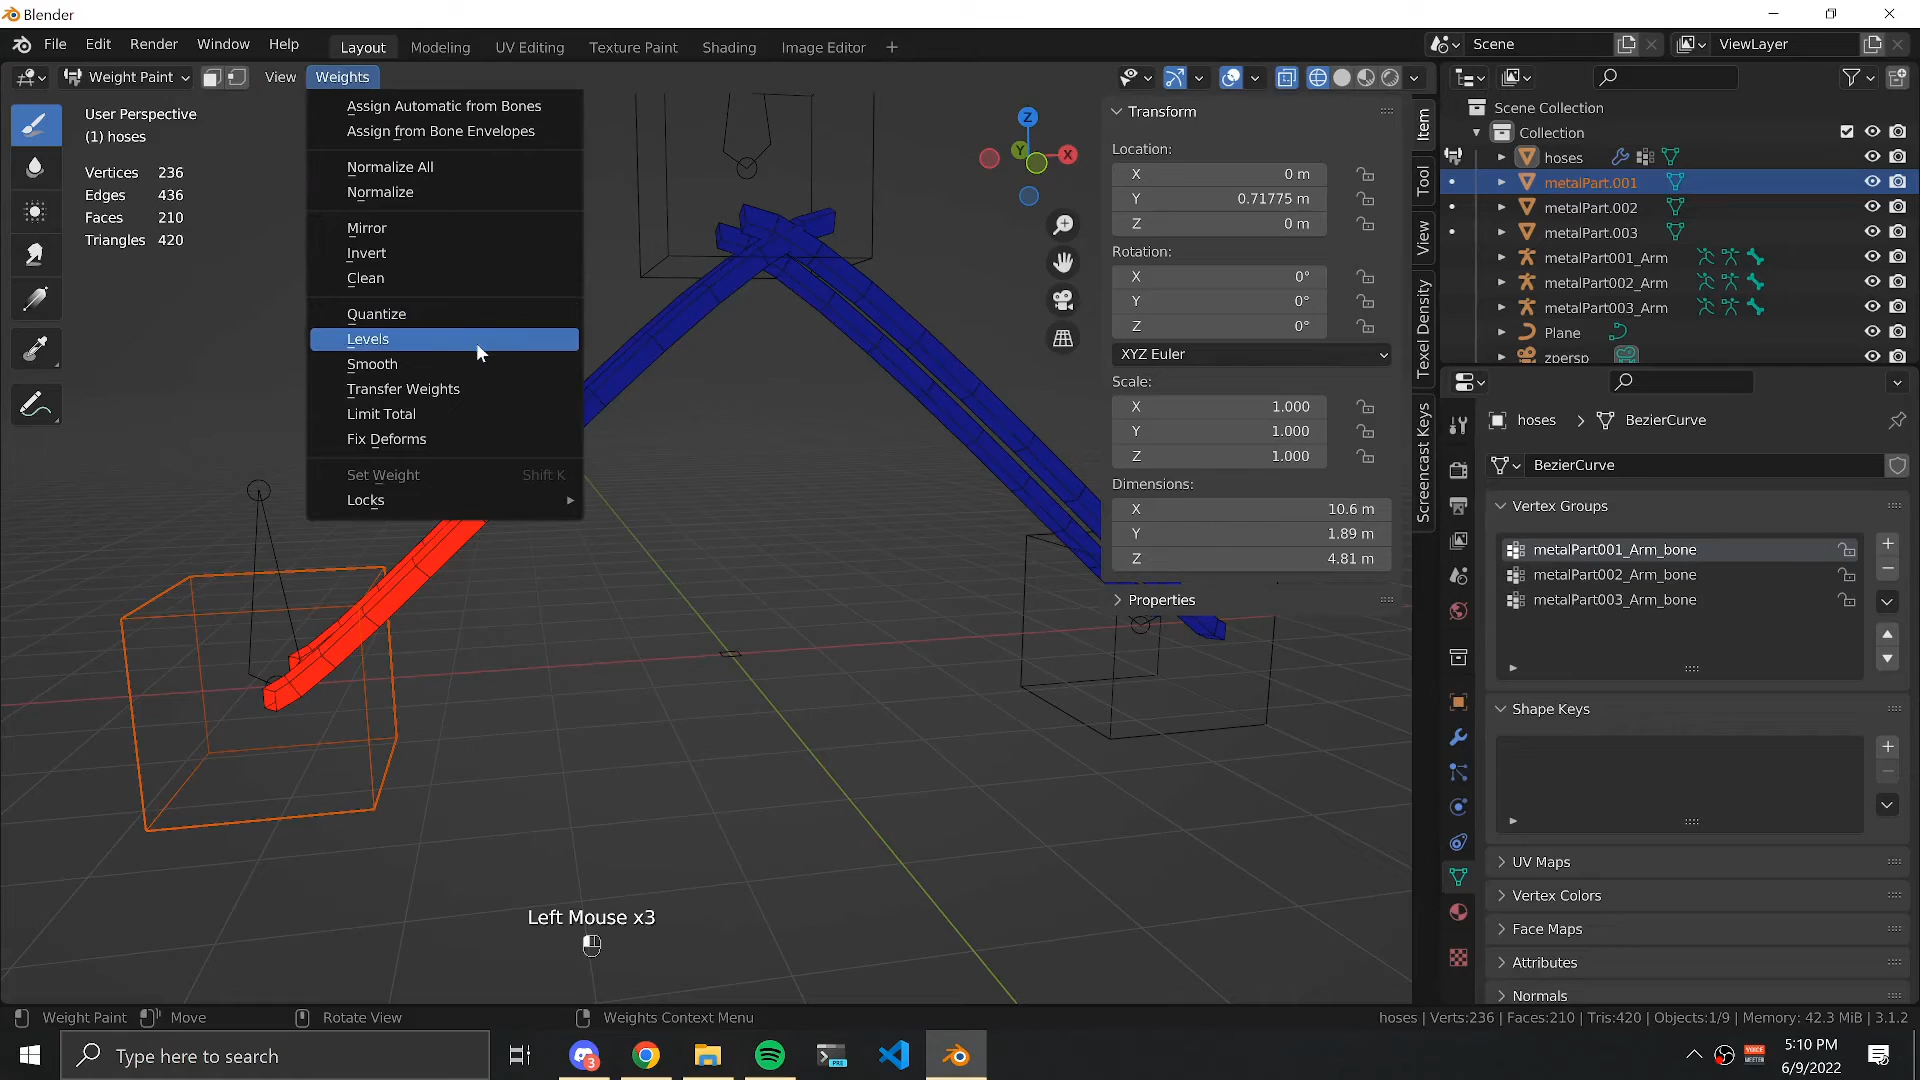 Blender
File Edit Render Window Help Layout Modeling UV Editing Texture Paint Shading Animation Editor + Scene ViewLayer
Weight Paint View Weights
User Perspective
(1) hoses
Vertices 236
Edges 436
Faces 210
Triangles 420
Assign Automatic from Bones
Assign from Bone Envelopes
Normalize All
Normalize
Mirror
Invert
Clean
Quantize
Levels
Smooth
Transfer Weights
Limit Total
Fix Deforms
Set Weight Shift K
Locks
Z
Y
X
Transform
Location:
X 0 m
Y 0.71775 m
Z 0 m
Rotation:
X 0°
Y 0°
Z 0°
XYZ Euler
Scale:
X 1.000
Y 1.000
Z 1.000
Dimensions:
X 10.6 m
Y 1.89 m
Z 4.81 m
Properties
Item
Tool
View
Texel Density
Screencast Keys
Scene Collection
Collection
hoses
metalPart.001
metalPart.002
metalPart.003
metalPart001_Arm
metalPart002_Arm
metalPart003_Arm
Plane
zpersp
hoses > BezierCurve
BezierCurve
Vertex Groups
metalPart001_Arm_bone
metalPart002_Arm_bone
metalPart003_Arm_bone
Shape Keys
UV Maps
Vertex Colors
Face Maps
Attributes
Normals
Left Mouse x3
Weight Paint Move Rotate View Weights Context Menu hoses | Verts:236 | Faces:210 | Tris:420 | Objects:1/9 | Memory: 42.3 MiB | 3.1.2
Type here to search
3
PRE
5:10 PM
6/9/2022